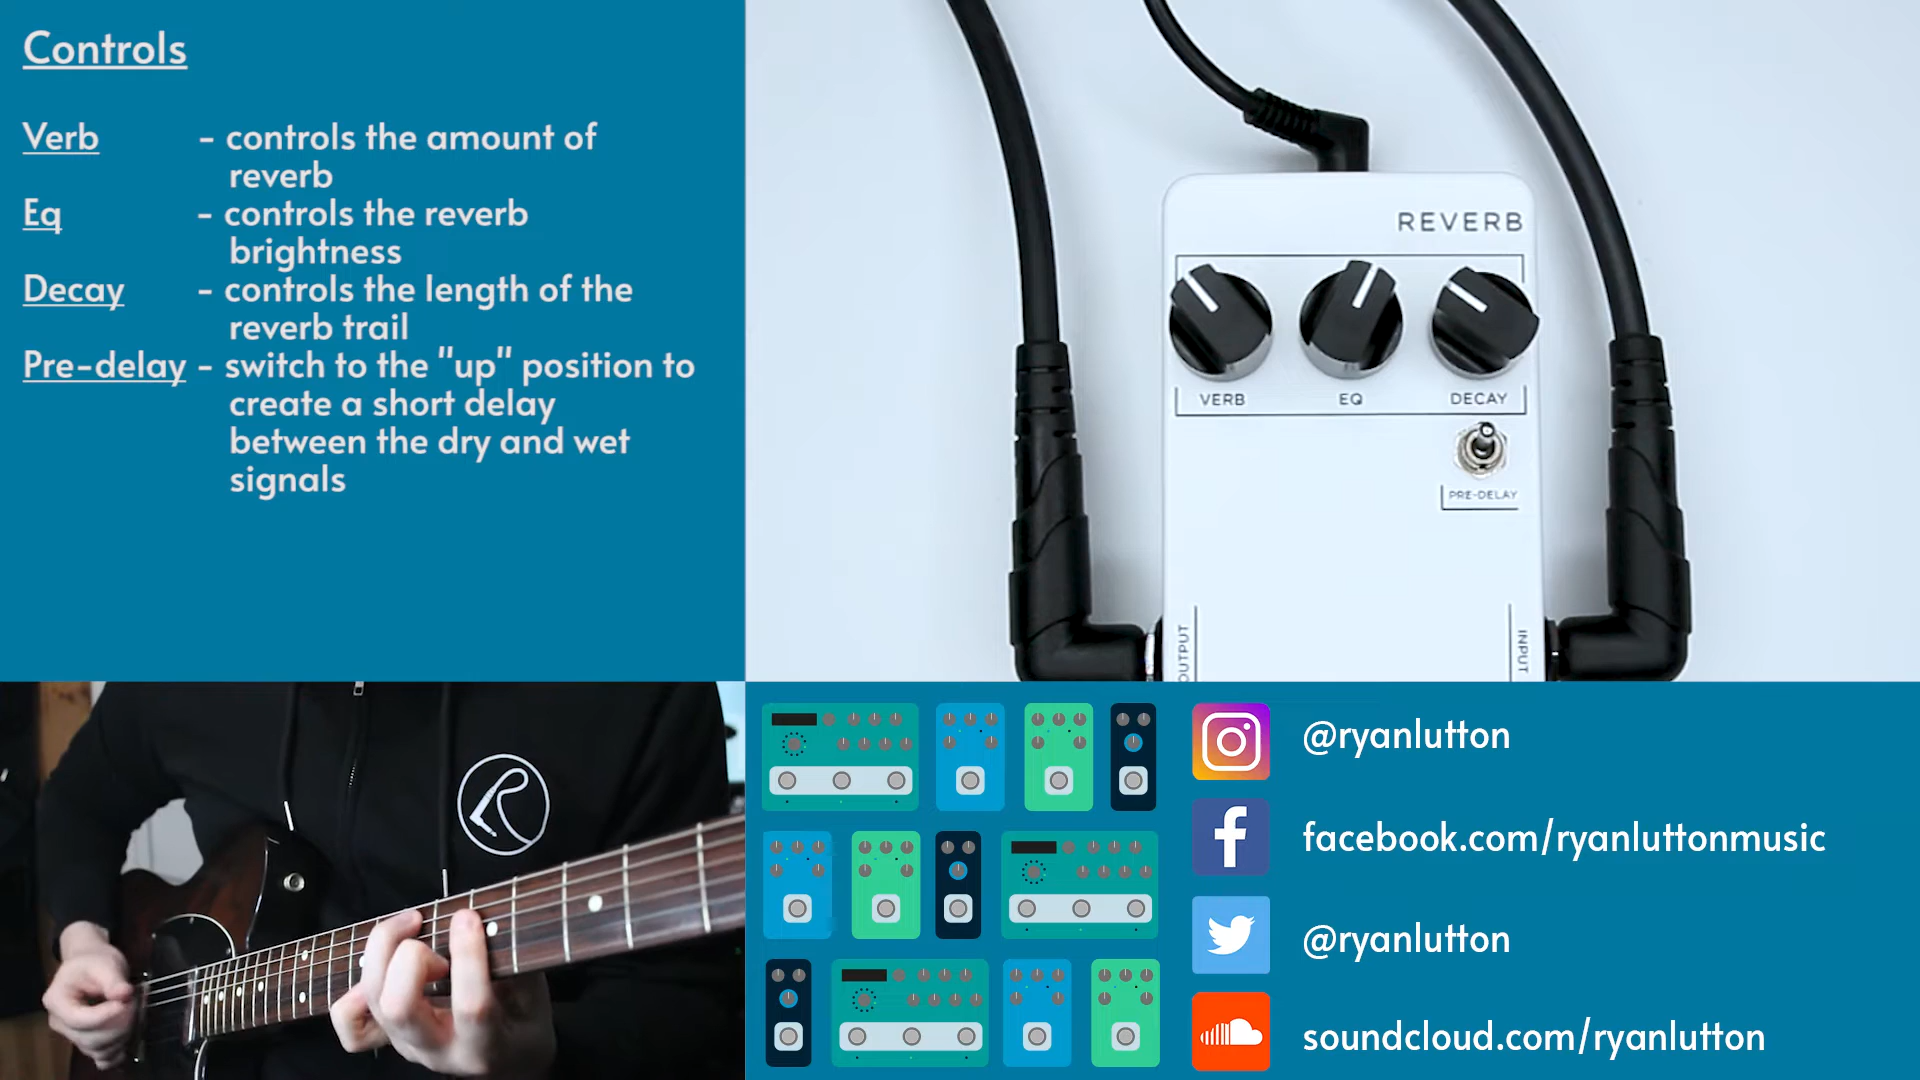 Controls
Verb - controls the amount of
reverb
Eq - controls the reverb
brightness
Decay - controls the length of the
reverb trail
Pre-delay - switch to the "up" position to
create a short delay
between the dry and wet
signals
REVERB
VERB EQ DECAY
PRE-DELAY
OUTPUT
INPUT
@ryanlutton
facebook.com/ryanluttonmusic
@ryanlutton
soundcloud.com/ryanlutton